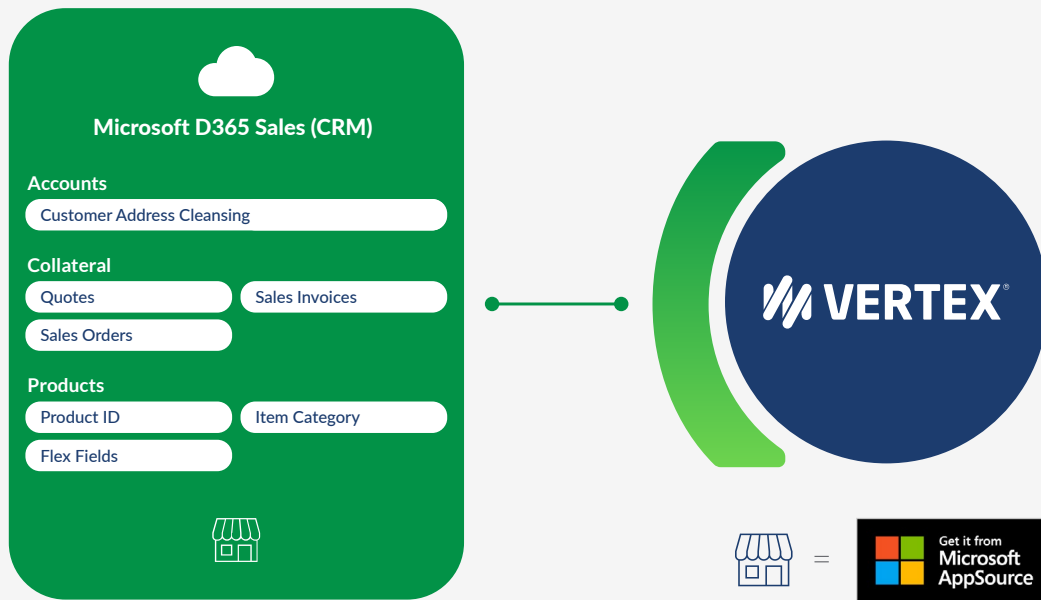 Microsoft D365 Sales (CRM)
Accounts
Customer Address Cleansing
Collateral
Quotes
Sales Invoices
Sales Orders
Products
Product ID
Item Category
Flex Fields
VERTEX®
=
Get it from
Microsoft
AppSource